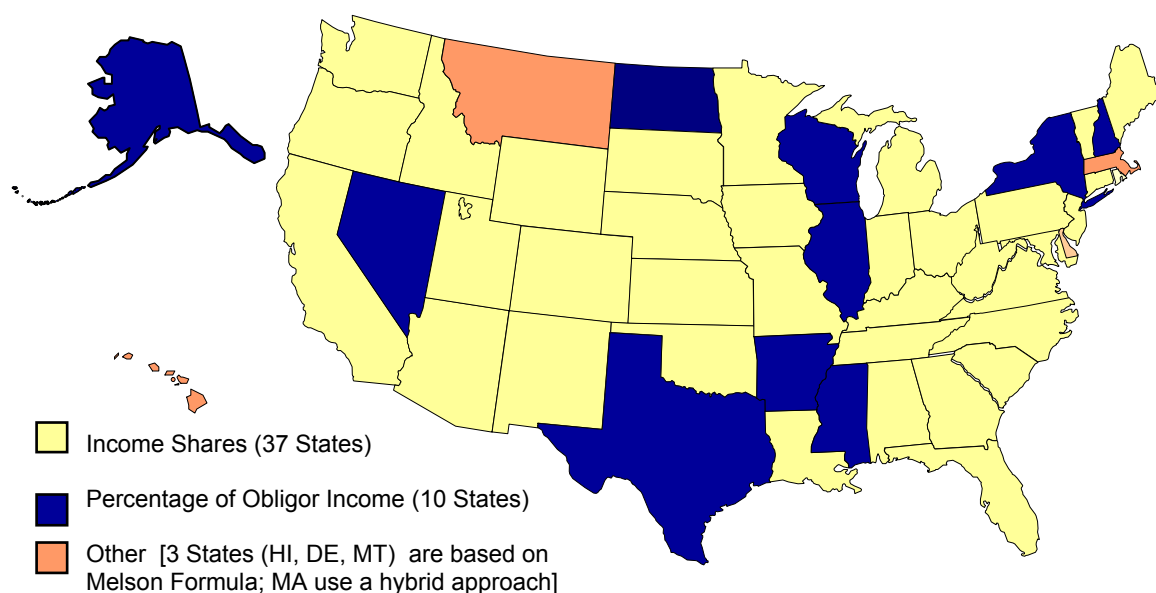 Income Shares (37 States)
Percentage of Obligor Income (10 States)
Other [3 States (HI, DE, MT) are based on
Melson Formula; MA use a hybrid approach]